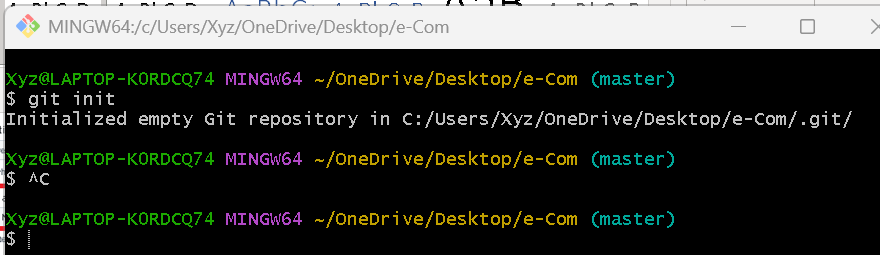 MINGW64:/c/Users/Xyz/OneDrive/Desktop/e-Com
Xyz@LAPTOP-K0RDCQ74 MINGW64 ~/OneDrive/Desktop/e-Com (master)
$ git init
Initialized empty Git repository in C:/Users/Xyz/OneDrive/Desktop/e-Com/.git/
Xyz@LAPTOP-K0RDCQ74 MINGW64 ~/OneDrive/Desktop/e-Com (master)
$ ^C
Xyz@LAPTOP-K0RDCQ74 MINGW64 ~/OneDrive/Desktop/e-Com (master)
$